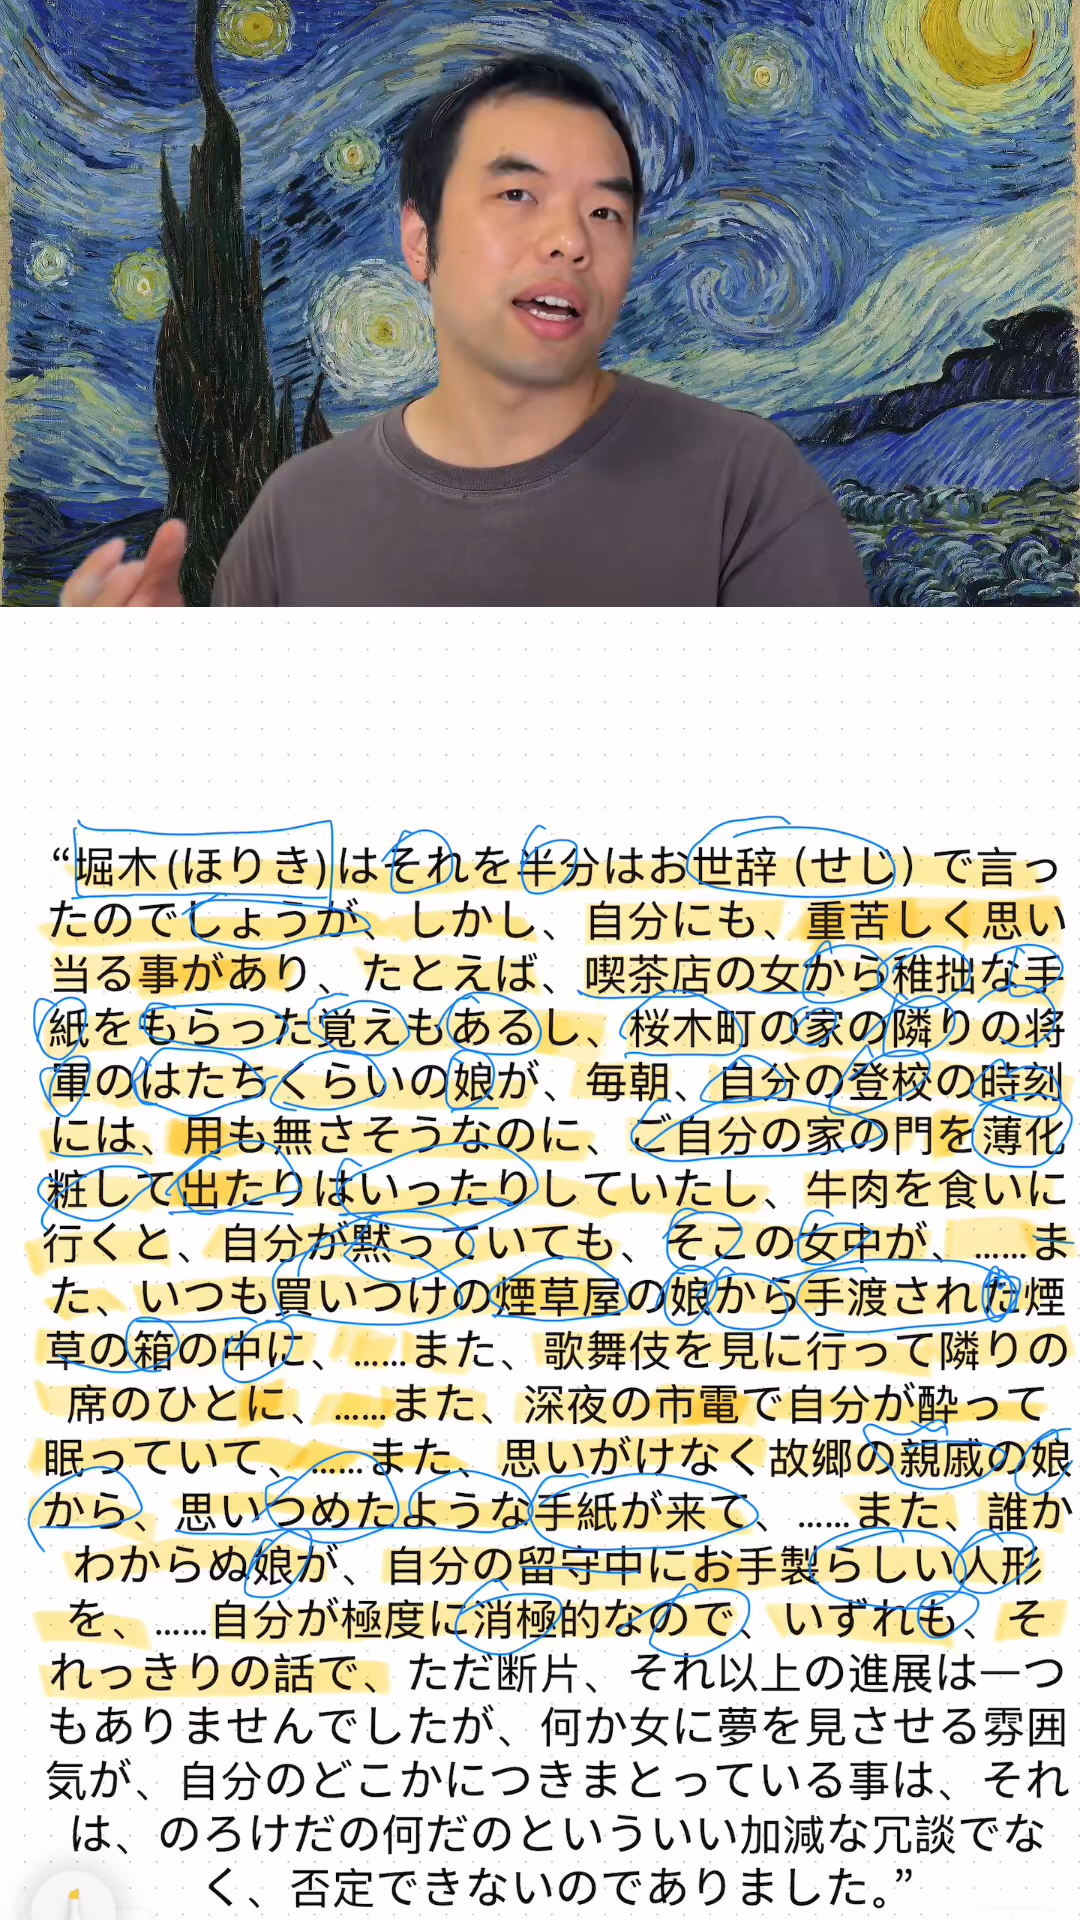 “堀木(ほりき)はそれを半分はお世辞（せじ）で言っ
たのでしょうが、しかし、自分にも、重苦しく思い
当る事があり、たとえば、喫茶店の女から稚拙な手
紙をもらった覚えもあるし、桜木町の家の隣りの将
軍のはたちくらいの娘が、毎朝、自分の登校の時刻
には、用も無さそうなのに、ご自分の家の門を薄化
粧して出たりはいったりしていたし、牛肉を食いに
行くと、自分が黙っていても、そこの女中が、……ま
た、いつも買いつけの煙草屋の娘から手渡された煙
草の箱の中に、……また、歌舞伎を見に行って隣りの
席のひとに、……また、深夜の市電で自分が酔って
眠っていて、……また、思いがけなく故郷の親戚の娘
から、思いつめたような手紙が来て、……また、誰か
わからぬ娘が、自分の留守中にお手製らしい人形
を、……自分が極度に消極的なので、いずれも、そ
れっきりの話で、ただ断片、それ以上の進展は一つ
もありませんでしたが、何か女に夢を見させる雰囲
気が、自分のどこかにつきまとっている事は、それ
は、のろけだの何だのといういい加減な冗談でな
く、否定できないのでありました。”